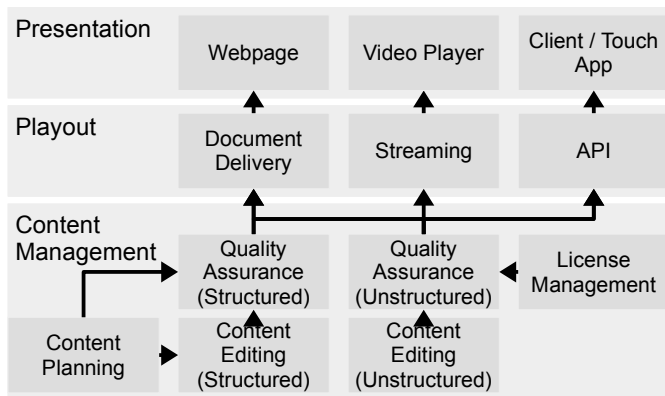 Presentation
Webpage
Video Player
Client / Touch
App
Playout
Document
Delivery
Streaming
API
Content
Management
Quality
Assurance
(Structured)
Quality
Assurance
(Unstructured)
License
Management
Content
Planning
Content
Editing
(Structured)
Content
Editing
(Unstructured)